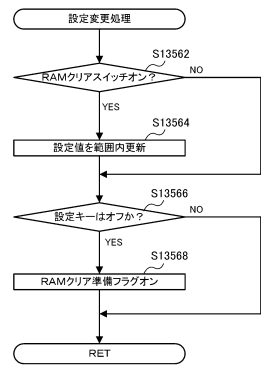 設定変更処理
S13562
RAMクリアスイッチオン？
NO
YES
S13564
設定値を範囲内更新
S13566
設定キーはオフか？
NO
YES
S13568
RAMクリア準備フラグオン
RET